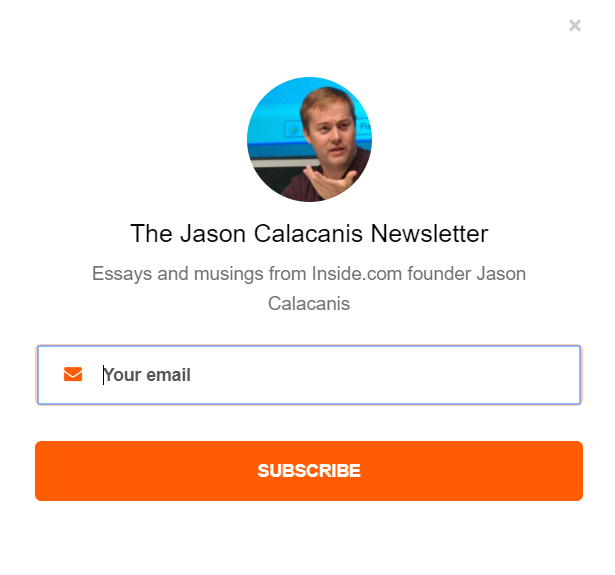 ×
The Jason Calacanis Newsletter
Essays and musings from Inside.com founder Jason
Calacanis
Your email
SUBSCRIBE